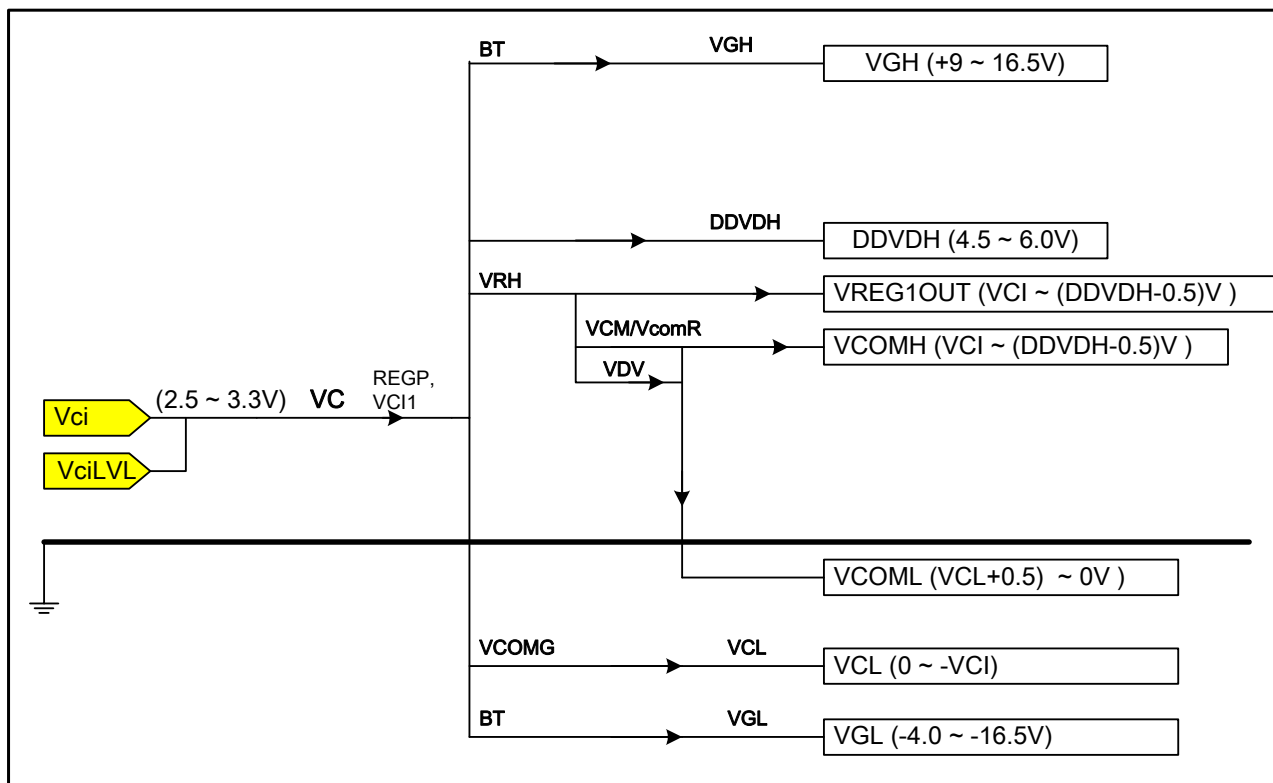 BT
VGH
VGH (+9 ~ 16.5V)
DDVDH
DDVDH (4.5 ~ 6.0V)
VRH
VREG1OUT (VCI ~ (DDVDH-0.5)V )
VCM/VcomR
VCOMH (VCI ~ (DDVDH-0.5)V )
VDV
Vci
(2.5 ~ 3.3V)
VC
REGP,
VCI1
VciLVL
VCOML (VCL+0.5) ~ 0V )
VCOMG
VCL
VCL (0 ~ -VCI)
BT
VGL
VGL (-4.0 ~ -16.5V)